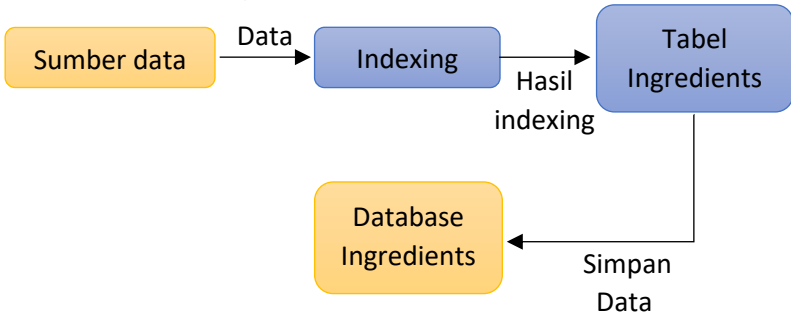 Sumber data
Data
Indexing
Hasil
indexing
Tabel
Ingredients
Simpan
Data
Database
Ingredients